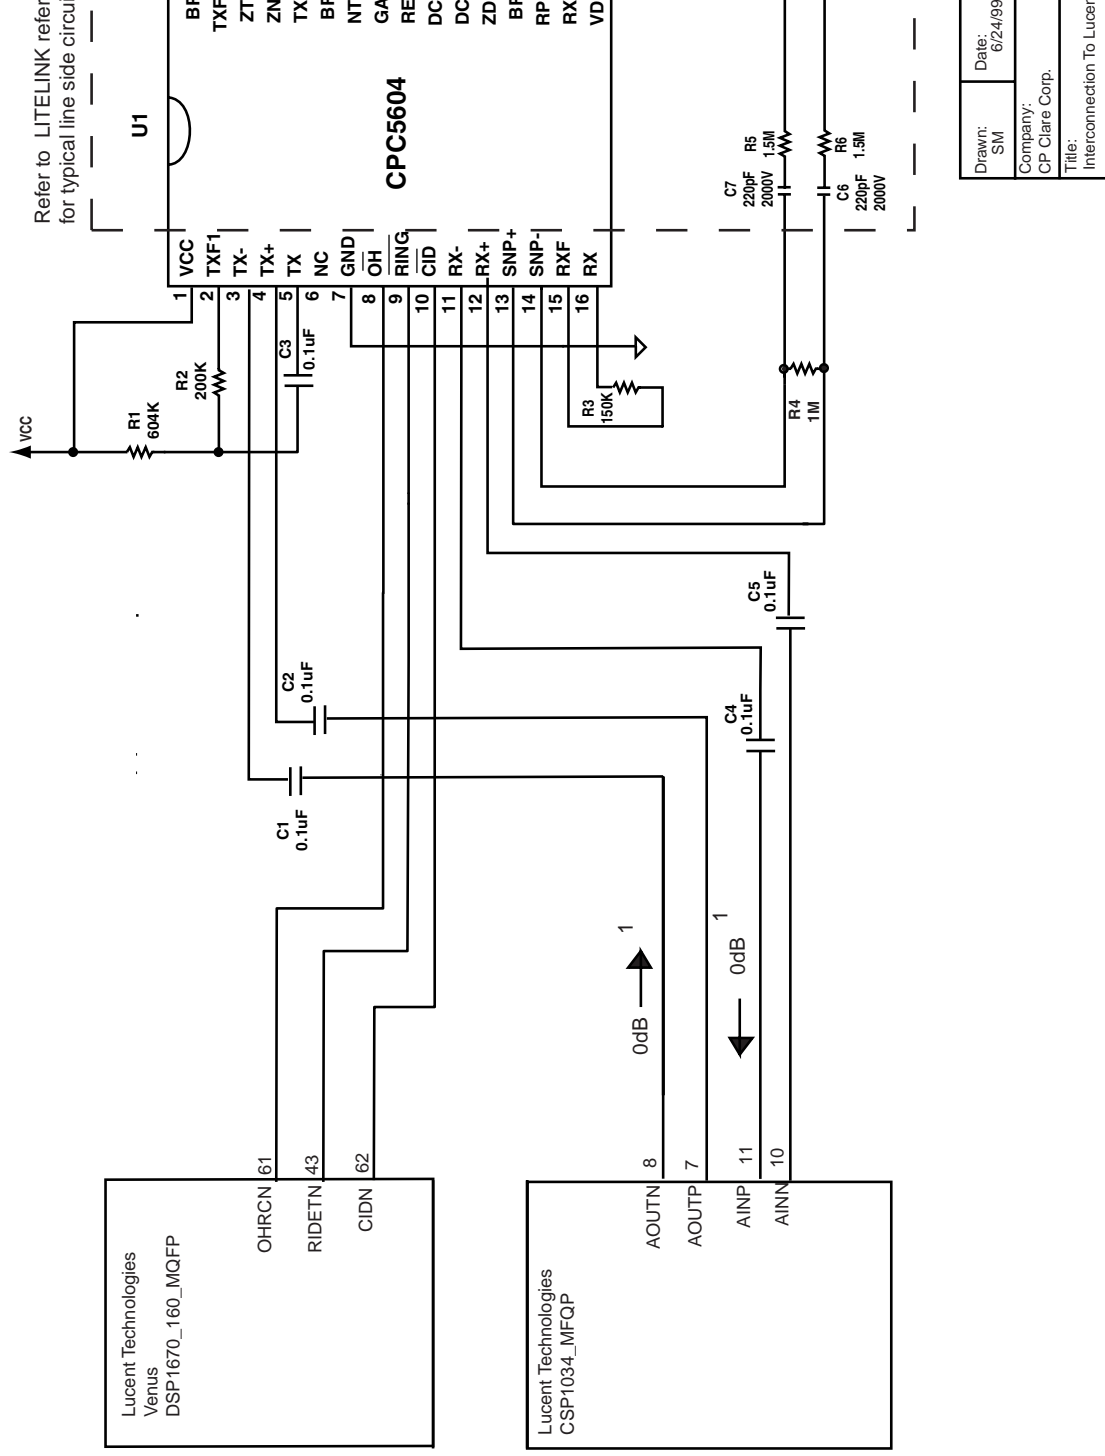 Refer to LITELINK refer
for typical line side circui
U1
CPC5604
VCC
TXF1
TX-
TX+
TX
NC
GND
OH
RING
CID
RX-
RX+
SNP+
SNP-
RXF
RX
1
2
3
4
5
6
7
8
9
10
11
12
13
14
15
16
BR
TXF
ZT
ZN
TX
BR
NT
GA
RE
DC
DC
ZD
BR
RP
RX
VD
VCC
R1
604K
R2
200K
C3
0.1uF
R3
150K
R4
1M
R5
1.5M
R6
1.5M
C7
220pF
2000V
C6
220pF
2000V
C2
0.1uF
C1
0.1uF
C5
0.1uF
C4
0.1uF
0dB
1
0dB
1
Lucent Technologies
Venus
DSP1670_160_MQFP
OHRCN 61
RIDETN 43
CIDN 62
Lucent Technologies
CSP1034_MFQP
AOUTN 8
AOUTP 7
AINP 11
AINN 10
Drawn:
SM
Date:
6/24/99
Company:
CP Clare Corp.
Title:
Interconnection To Lucen